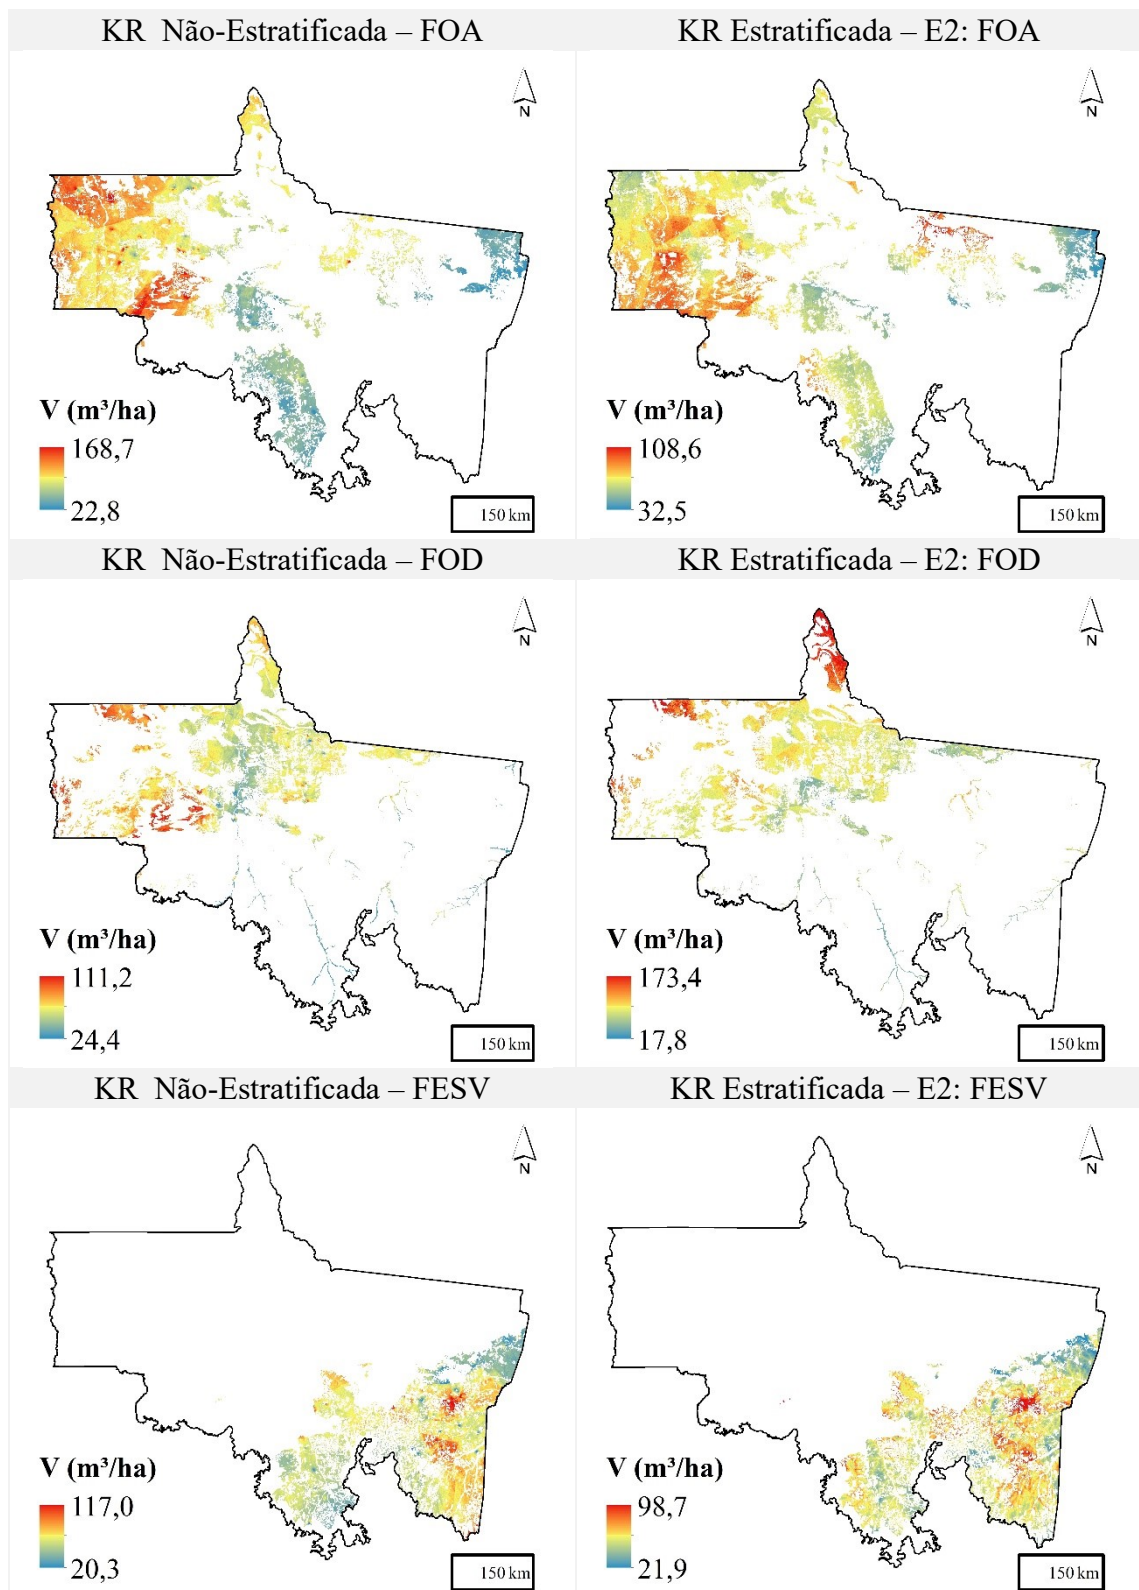 KR Não-Estratificada – FOA
N
V (m³/ha)
168,7
22,8
150 km
KR Estratificada – E2: FOA
N
V (m³/ha)
108,6
32,5
150 km
KR Não-Estratificada – FOD
N
V (m³/ha)
111,2
24,4
150 km
KR Estratificada – E2: FOD
N
V (m³/ha)
173,4
17,8
150 km
KR Não-Estratificada – FESV
N
V (m³/ha)
117,0
20,3
150 km
KR Estratificada – E2: FESV
N
V (m³/ha)
98,7
21,9
150 km